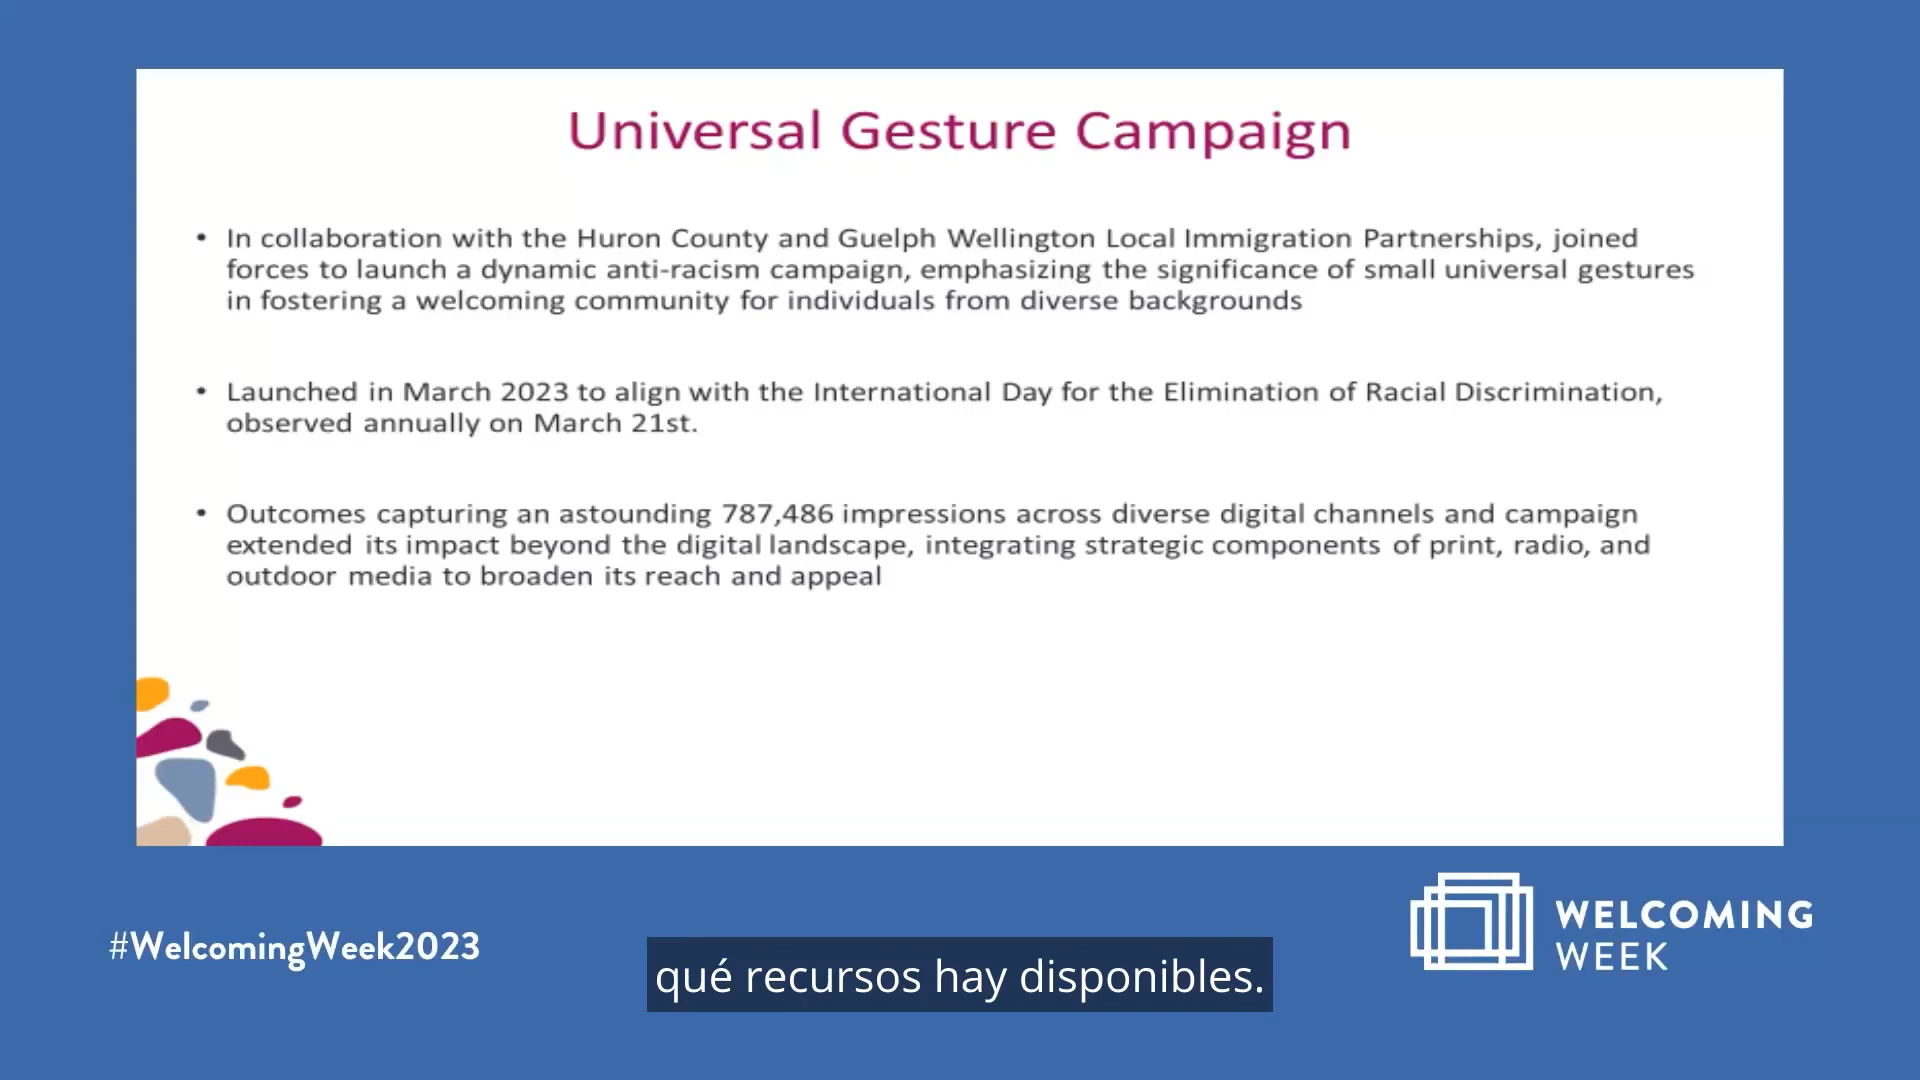 Universal Gesture Campaign
• In collaboration with the Huron County and Guelph Wellington Local Immigration Partnerships, joined
forces to launch a dynamic anti-racism campaign, emphasizing the significance of small universal gestures
in fostering a welcoming community for individuals from diverse backgrounds
• Launched in March 2023 to align with the International Day for the Elimination of Racial Discrimination,
observed annually on March 21st.
• Outcomes capturing an astounding 787,486 impressions across diverse digital channels and campaign
extended its impact beyond the digital landscape, integrating strategic components of print, radio, and
outdoor media to broaden its reach and appeal
#WelcomingWeek2023
WELCOMING
WEEK
qué recursos hay disponibles.